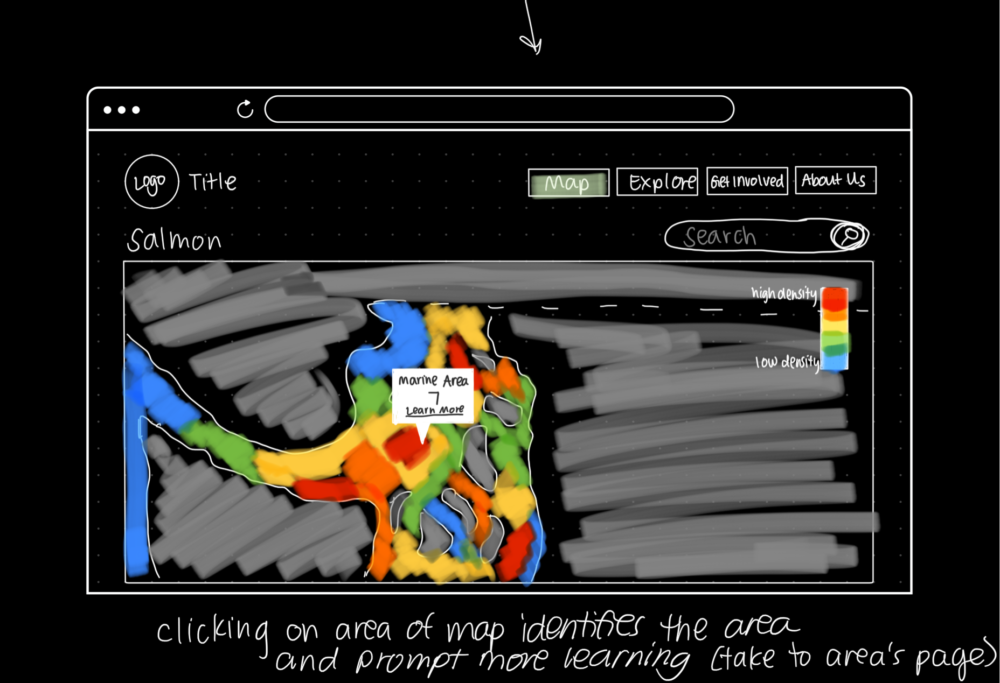 Logo
Title
Map
Explore
Get Involved
About Us
Salmon
Search
high density
low density
Marine Area
7
Learn More
clicking on area of map identifies the area
and prompt more learning (take to area's page)